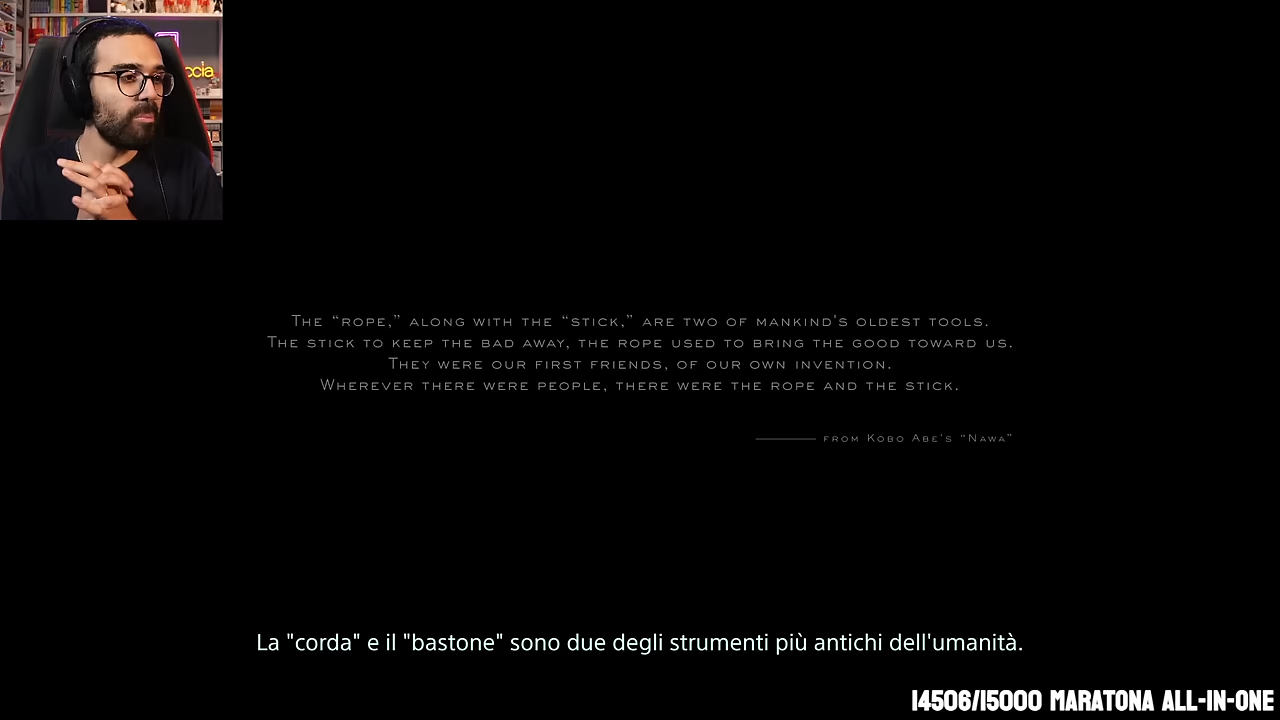 ccia
The “rope,” along with the “stick,” are two of mankind's oldest tools.
The stick to keep the bad away, the rope used to bring the good toward us.
They were our first friends, of our own invention.
Wherever there were people, there were the rope and the stick.
from Kobo Abe's “Nawa”
La "corda" e il "bastone" sono due degli strumenti più antichi dell'umanità.
14506/15000 MARATONA ALL-IN-ONE